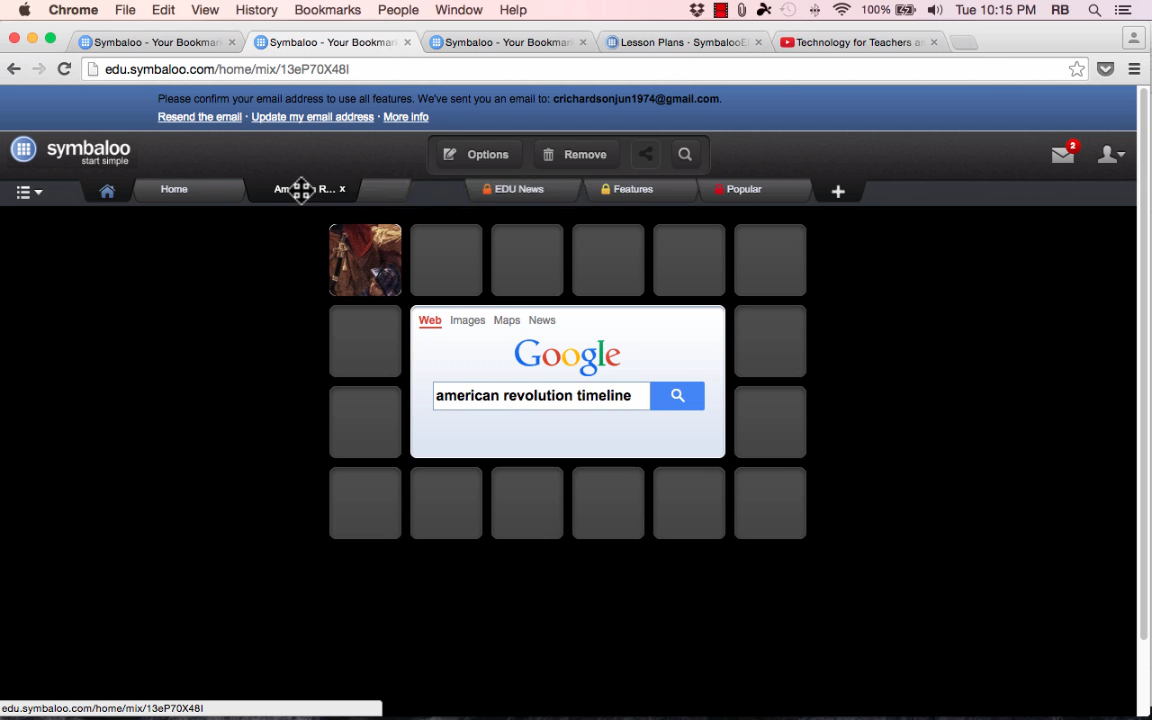 Chrome File Edit View History Bookmarks People Window Help 100% Tue 10:15 PM RB
Symbaloo - Your Bookmar Symbaloo - Your Bookmar Symbaloo - Your Bookmar Lesson Plans - SymbalooE Technology for Teachers a
edu.symbaloo.com/home/mix/13eP70X48I
Please confirm your email address to use all features. We've sent you an email to: crichardsonjun1974@gmail.com.
Resend the email · Update my email address · More info
symbaloo
start simple
Options Remove 2
Home R... x EDU News Features Popular
Web Images Maps News
Google
american revolution timeline
edu.symbaloo.com/home/mix/13eP70X48I